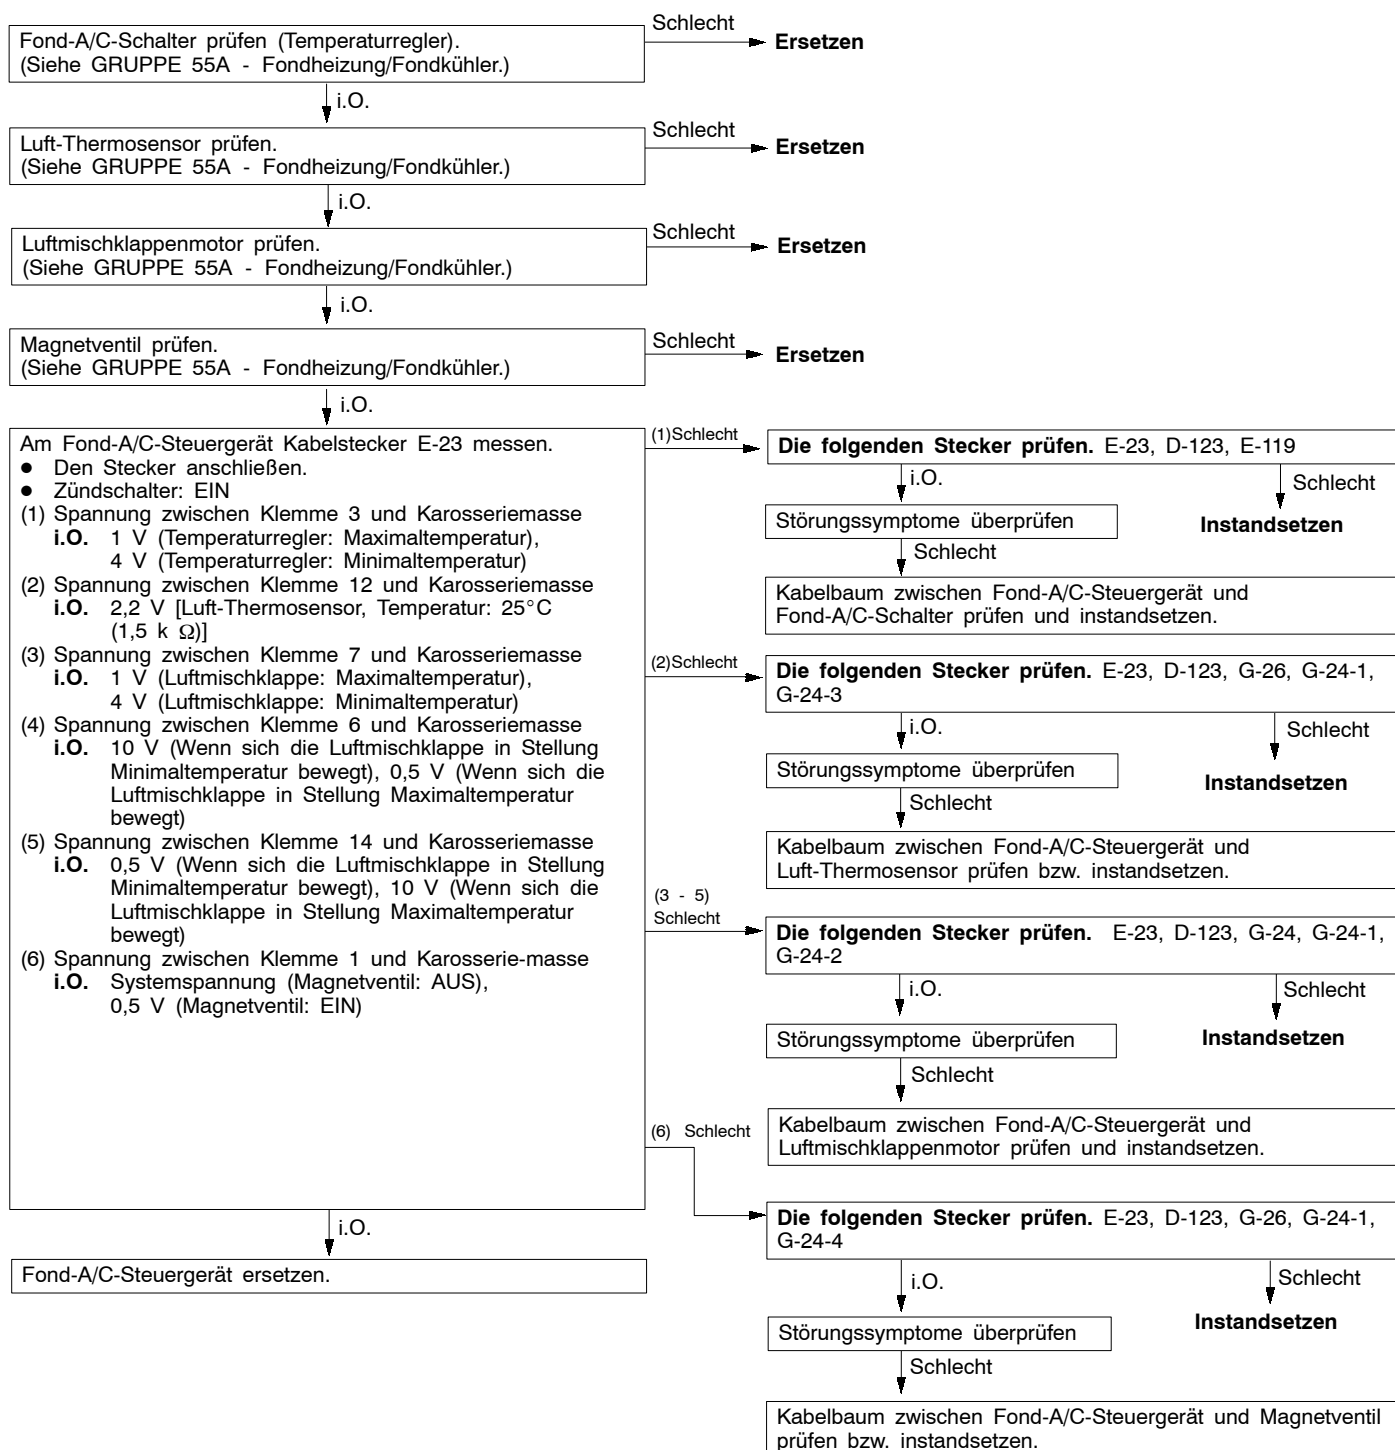 Fond-A/C-Schalter prüfen (Temperaturregler).
(Siehe GRUPPE 55A - Fondheizung/Fondkühler.)
Schlecht
Ersetzen
i.O.
Luft-Thermosensor prüfen.
(Siehe GRUPPE 55A - Fondheizung/Fondkühler.)
Schlecht
Ersetzen
i.O.
Luftmischklappenmotor prüfen.
(Siehe GRUPPE 55A - Fondheizung/Fondkühler.)
Schlecht
Ersetzen
i.O.
Magnetventil prüfen.
(Siehe GRUPPE 55A - Fondheizung/Fondkühler.)
Schlecht
Ersetzen
i.O.
Am Fond-A/C-Steuergerät Kabelstecker E-23 messen.
● Den Stecker anschließen.
● Zündschalter: EIN
(1) Spannung zwischen Klemme 3 und Karosseriemasse
i.O. 1 V (Temperaturregler: Maximaltemperatur),
4 V (Temperaturregler: Minimaltemperatur)
(2) Spannung zwischen Klemme 12 und Karosseriemasse
i.O. 2,2 V [Luft-Thermosensor, Temperatur: 25°C
(1,5 k Ω)]
(3) Spannung zwischen Klemme 7 und Karosseriemasse
i.O. 1 V (Luftmischklappe: Maximaltemperatur),
4 V (Luftmischklappe: Minimaltemperatur)
(4) Spannung zwischen Klemme 6 und Karosseriemasse
i.O. 10 V (Wenn sich die Luftmischklappe in Stellung
Minimaltemperatur bewegt), 0,5 V (Wenn sich die
Luftmischklappe in Stellung Maximaltemperatur
bewegt)
(5) Spannung zwischen Klemme 14 und Karosseriemasse
i.O. 0,5 V (Wenn sich die Luftmischklappe in Stellung
Minimaltemperatur bewegt), 10 V (Wenn sich die
Luftmischklappe in Stellung Maximaltemperatur
bewegt)
(6) Spannung zwischen Klemme 1 und Karosserie-masse
i.O. Systemspannung (Magnetventil: AUS),
0,5 V (Magnetventil: EIN)
i.O.
Fond-A/C-Steuergerät ersetzen.
(1)Schlecht
Die folgenden Stecker prüfen. E-23, D-123, E-119
i.O.
Schlecht
Störungssymptome überprüfen
Instandsetzen
Schlecht
Kabelbaum zwischen Fond-A/C-Steuergerät und
Fond-A/C-Schalter prüfen und instandsetzen.
(2)Schlecht
Die folgenden Stecker prüfen. E-23, D-123, G-26, G-24-1,
G-24-3
i.O.
Schlecht
Störungssymptome überprüfen
Instandsetzen
Schlecht
Kabelbaum zwischen Fond-A/C-Steuergerät und
Luft-Thermosensor prüfen bzw. instandsetzen.
(3 - 5)
Schlecht
Die folgenden Stecker prüfen. E-23, D-123, G-24, G-24-1,
G-24-2
i.O.
Schlecht
Störungssymptome überprüfen
Instandsetzen
Schlecht
Kabelbaum zwischen Fond-A/C-Steuergerät und
Luftmischklappenmotor prüfen und instandsetzen.
(6) Schlecht
Die folgenden Stecker prüfen. E-23, D-123, G-26, G-24-1,
G-24-4
i.O.
Schlecht
Störungssymptome überprüfen
Instandsetzen
Schlecht
Kabelbaum zwischen Fond-A/C-Steuergerät und Magnetventil
prüfen bzw. instandsetzen.